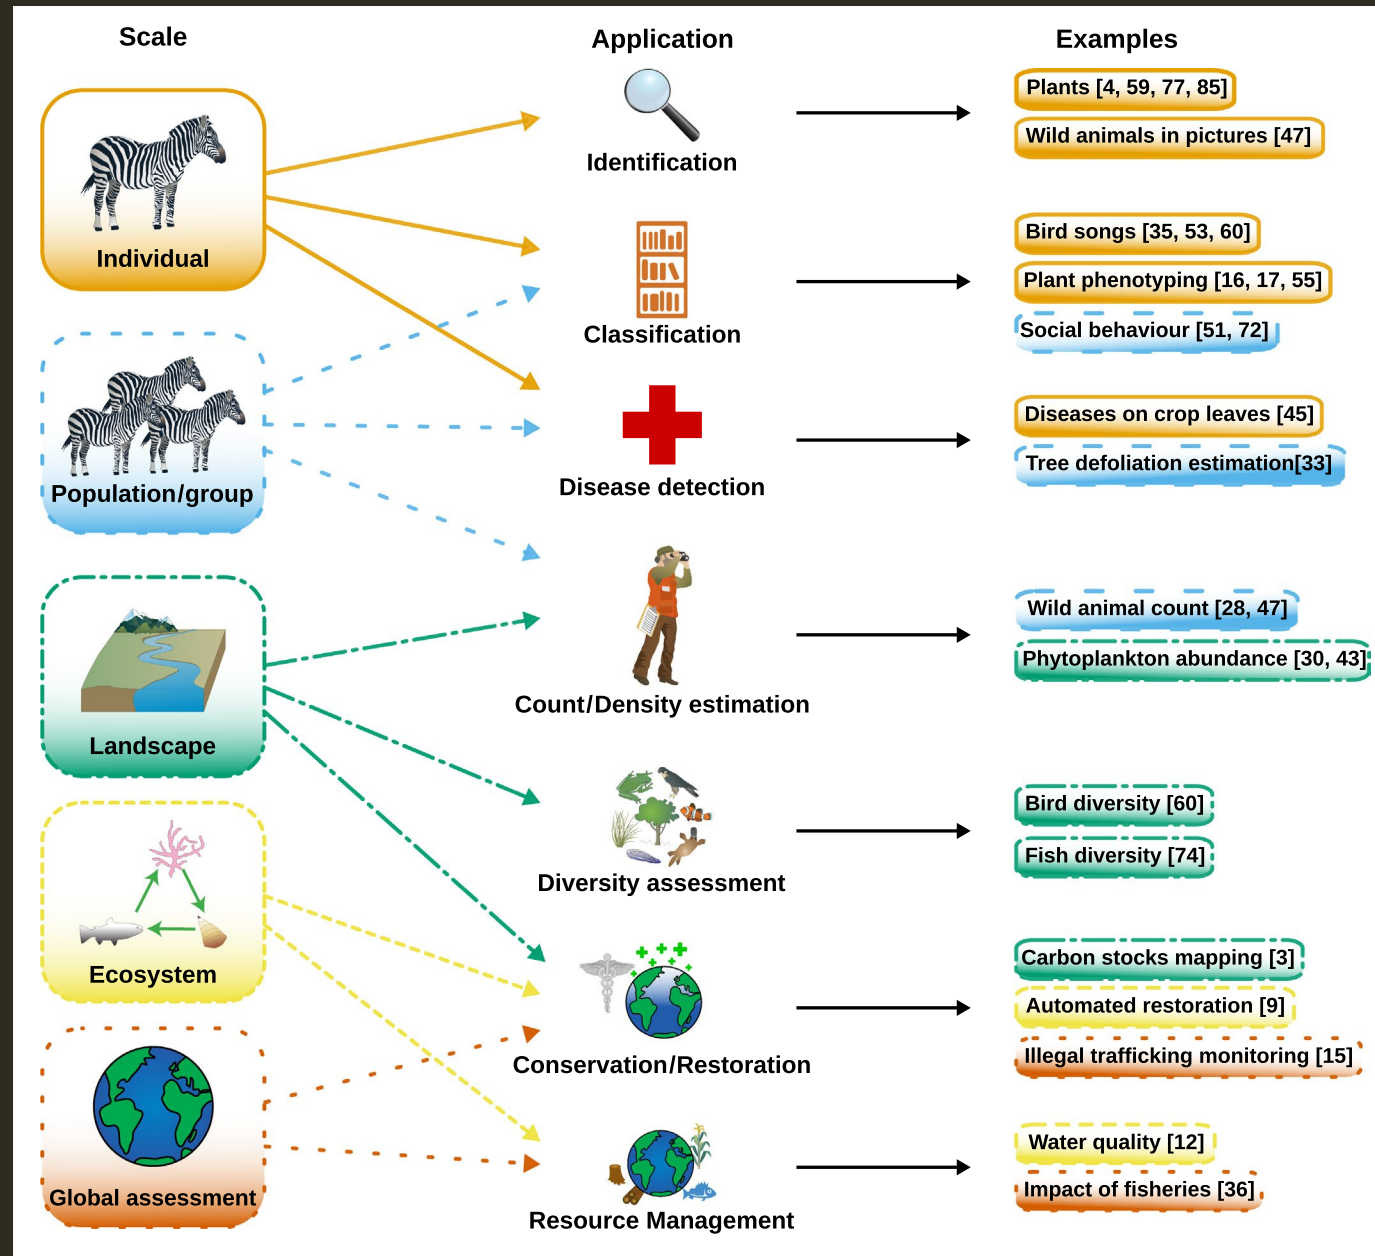 Scale
Application
Examples
Individual
Population/group
Landscape
Ecosystem
Global assessment
Identification
Classification
Disease detection
Count/Density estimation
Diversity assessment
Conservation/Restoration
Resource Management
Plants [4, 59, 77, 85]
Wild animals in pictures [47]
Bird songs [35, 53, 60]
Plant phenotyping [16, 17, 55]
Social behaviour [51, 72]
Diseases on crop leaves [45]
Tree defoliation estimation[33]
Wild animal count [28, 47]
Phytoplankton abundance [30, 43]
Bird diversity [60]
Fish diversity [74]
Carbon stocks mapping [3]
Automated restoration [9]
Illegal trafficking monitoring [15]
Water quality [12]
Impact of fisheries [36]